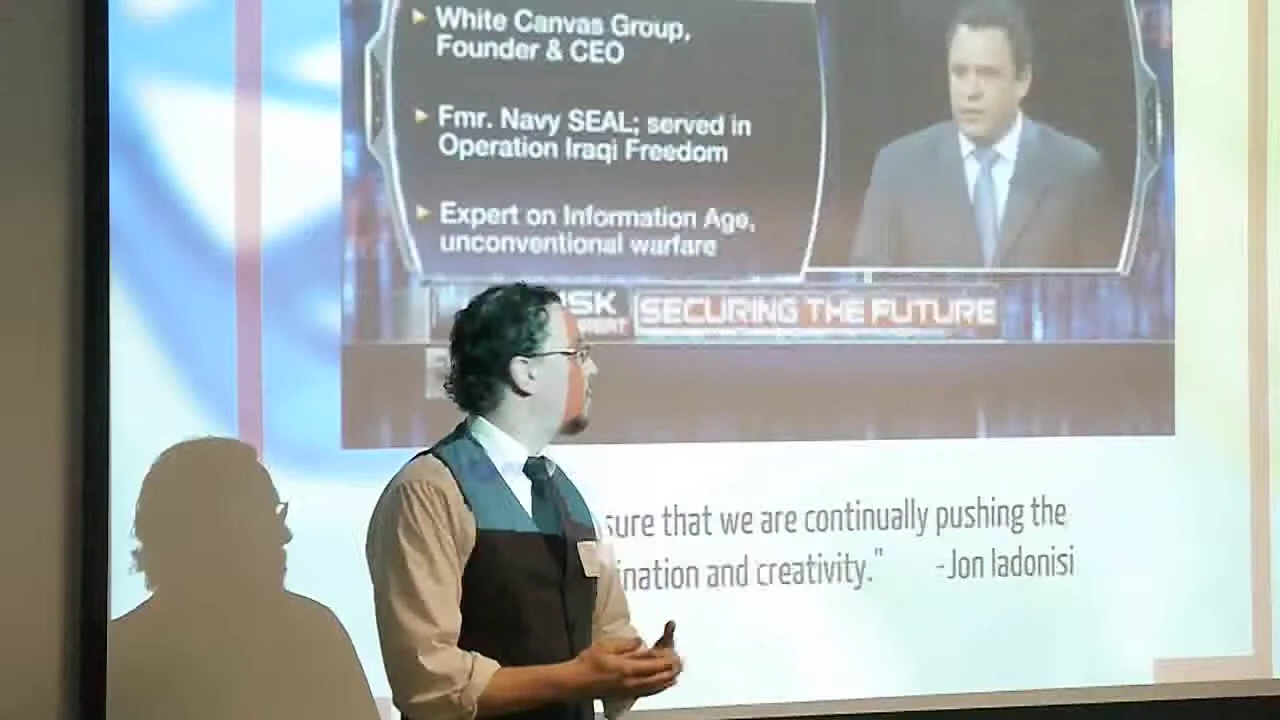 White Canvas Group,
Founder & CEO
Fmr. Navy SEAL; served in
Operation Iraqi Freedom
Expert on Information Age,
unconventional warfare
SECURING THE FUTURE
sure that we are continually pushing the
ination and creativity." -Jon Iadonisi